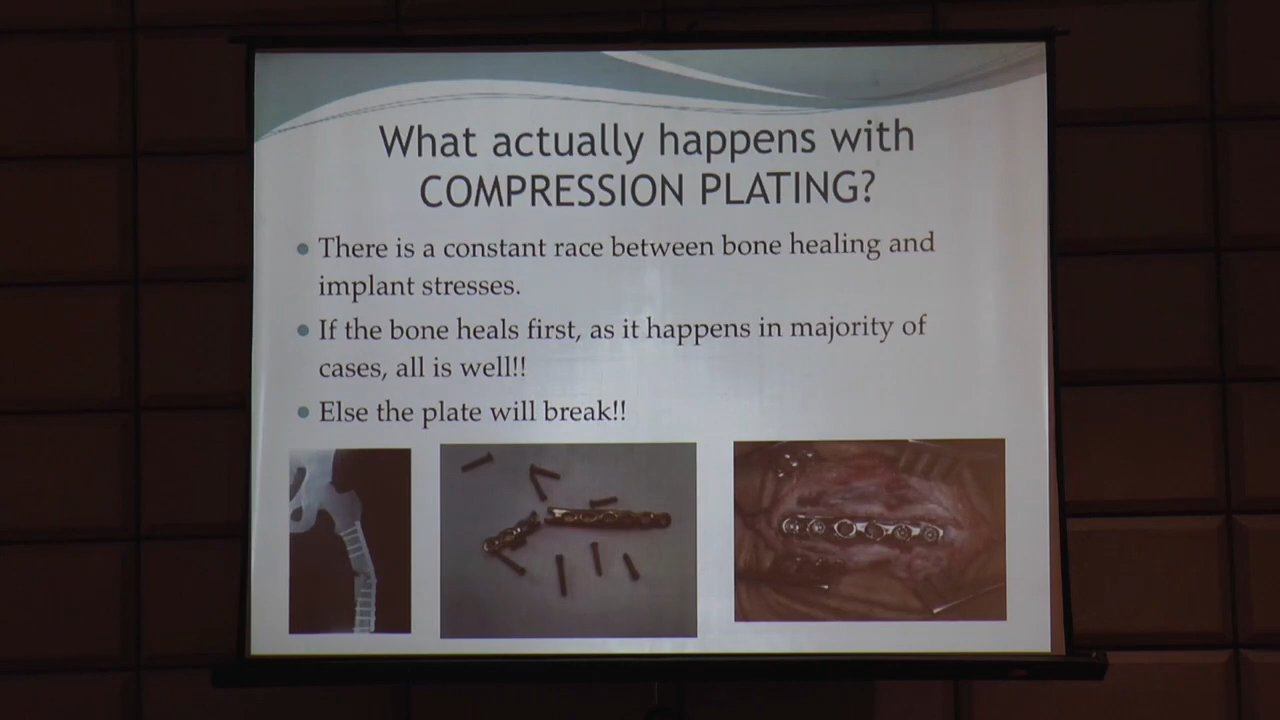 What actually happens with
COMPRESSION PLATING?
There is a constant race between bone healing and
implant stresses.
If the bone heals first, as it happens in majority of
cases, all is well!!
Else the plate will break!!